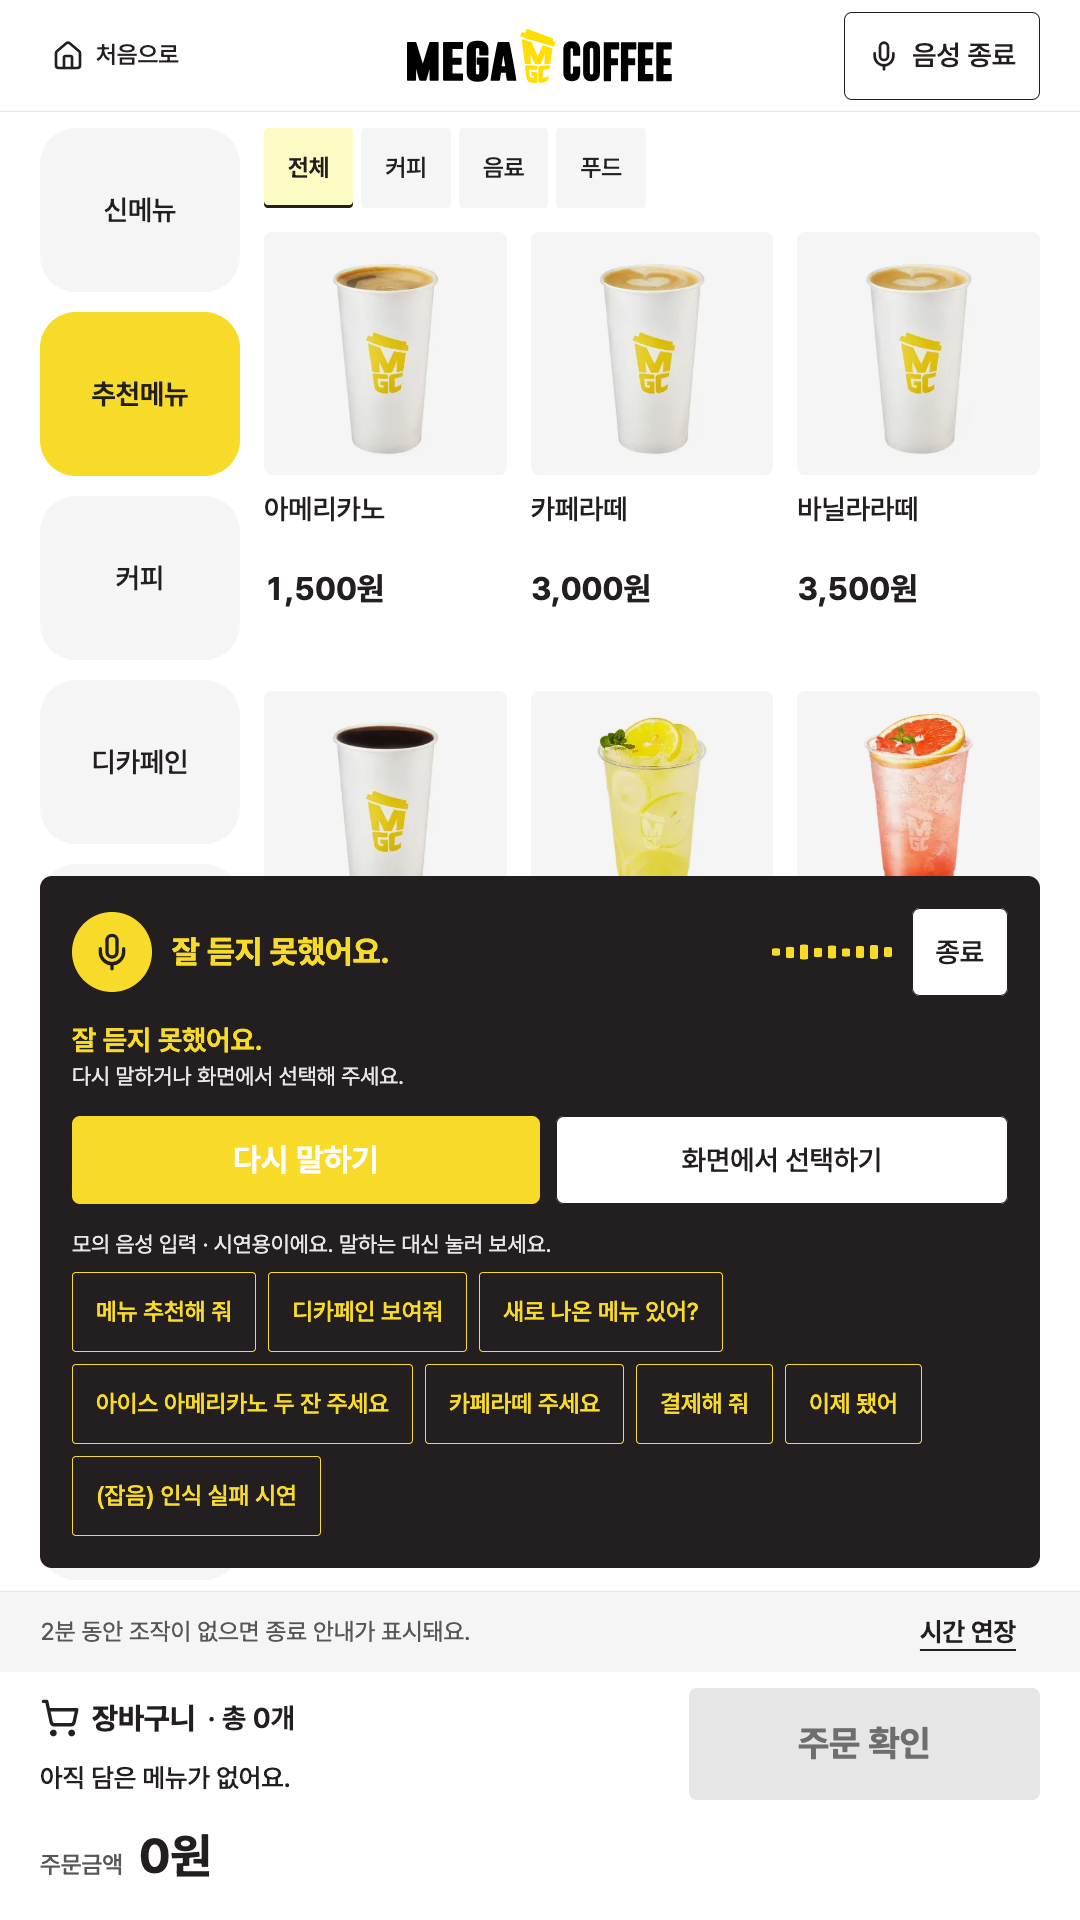 처음으로
MEGA MGC COFFEE
음성 종료
신메뉴
추천메뉴
커피
디카페인
전체
커피
음료
푸드
MGC
MGC
MGC
아메리카노
카페라떼
바닐라라떼
1,500원
3,000원
3,500원
MGC
MGC
MGC
잘 듣지 못했어요.
종료
잘 듣지 못했어요.
다시 말하거나 화면에서 선택해 주세요.
다시 말하기
화면에서 선택하기
모의 음성 입력 · 시연용이에요. 말하는 대신 눌러 보세요.
메뉴 추천해 줘
디카페인 보여줘
새로 나온 메뉴 있어?
아이스 아메리카노 두 잔 주세요
카페라떼 주세요
결제해 줘
이제 됐어
(잡음) 인식 실패 시연
2분 동안 조작이 없으면 종료 안내가 표시돼요.
시간 연장
장바구니 · 총 0개
아직 담은 메뉴가 없어요.
주문 확인
주문금액 0원